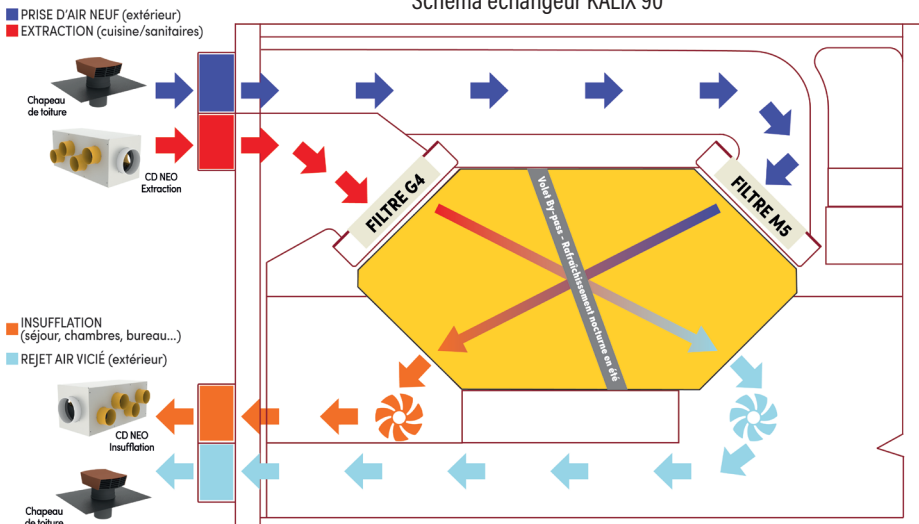 Schéma échangeur KALIX 90
PRISE D'AIR NEUF (extérieur)
EXTRACTION (cuisine/sanitaires)
Chapeau
de toiture
CD NEO
Extraction
FILTRE G4
FILTRE M5
Volet By-pass - Rafraîchissement nocturne en été
INSUFFLATION
(séjour, chambres, bureau...)
REJET AIR VICIÉ (extérieur)
CD NEO
Insufflation
Chapeau
de toiture